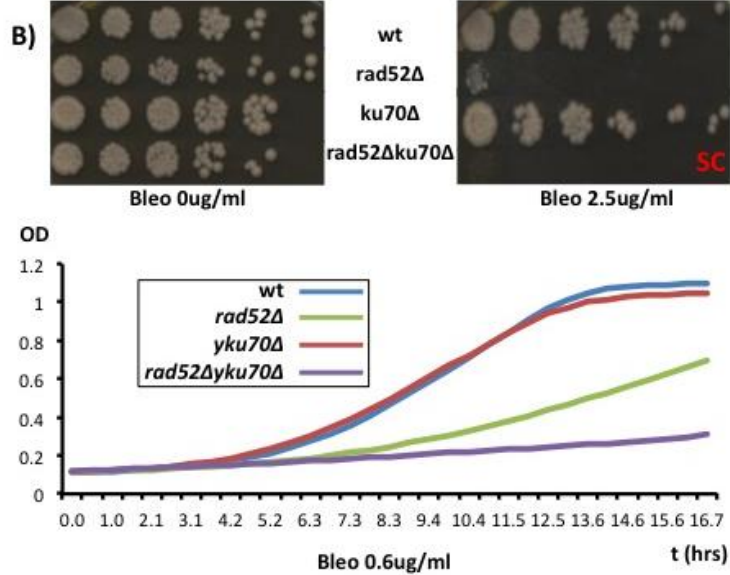 B)
wt
rad52Δ
ku70Δ
rad52Δku70Δ
SC
Bleo 0ug/ml
Bleo 2.5ug/ml
OD
1.2
1
0.8
0.6
0.4
0.2
0
wt
rad52Δ
yku70Δ
rad52Δyku70Δ
0.0 1.0 2.1 3.1 4.2 5.2 6.3 7.3 8.3 9.4 10.4 11.5 12.5 13.6 14.6 15.6 16.7
Bleo 0.6ug/ml
t (hrs)